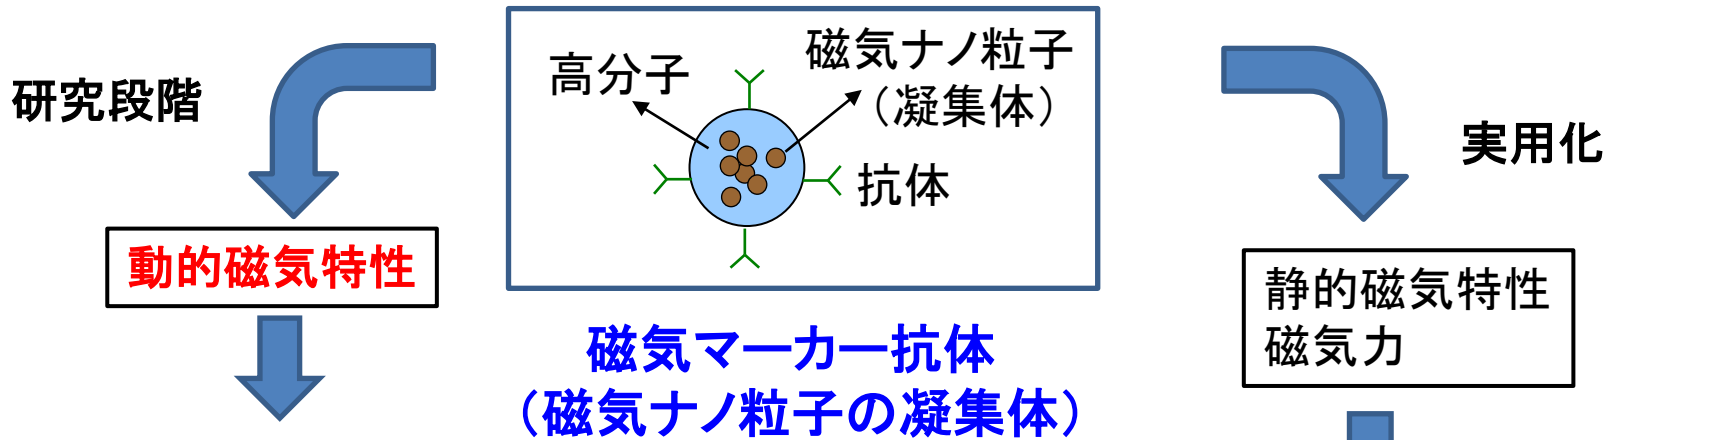 研究段階
高分子
磁気ナノ粒子
（凝集体）
抗体
実用化
動的磁気特性
静的磁気特性
磁気力
磁気マーカー抗体
（磁気ナノ粒子の凝集体）